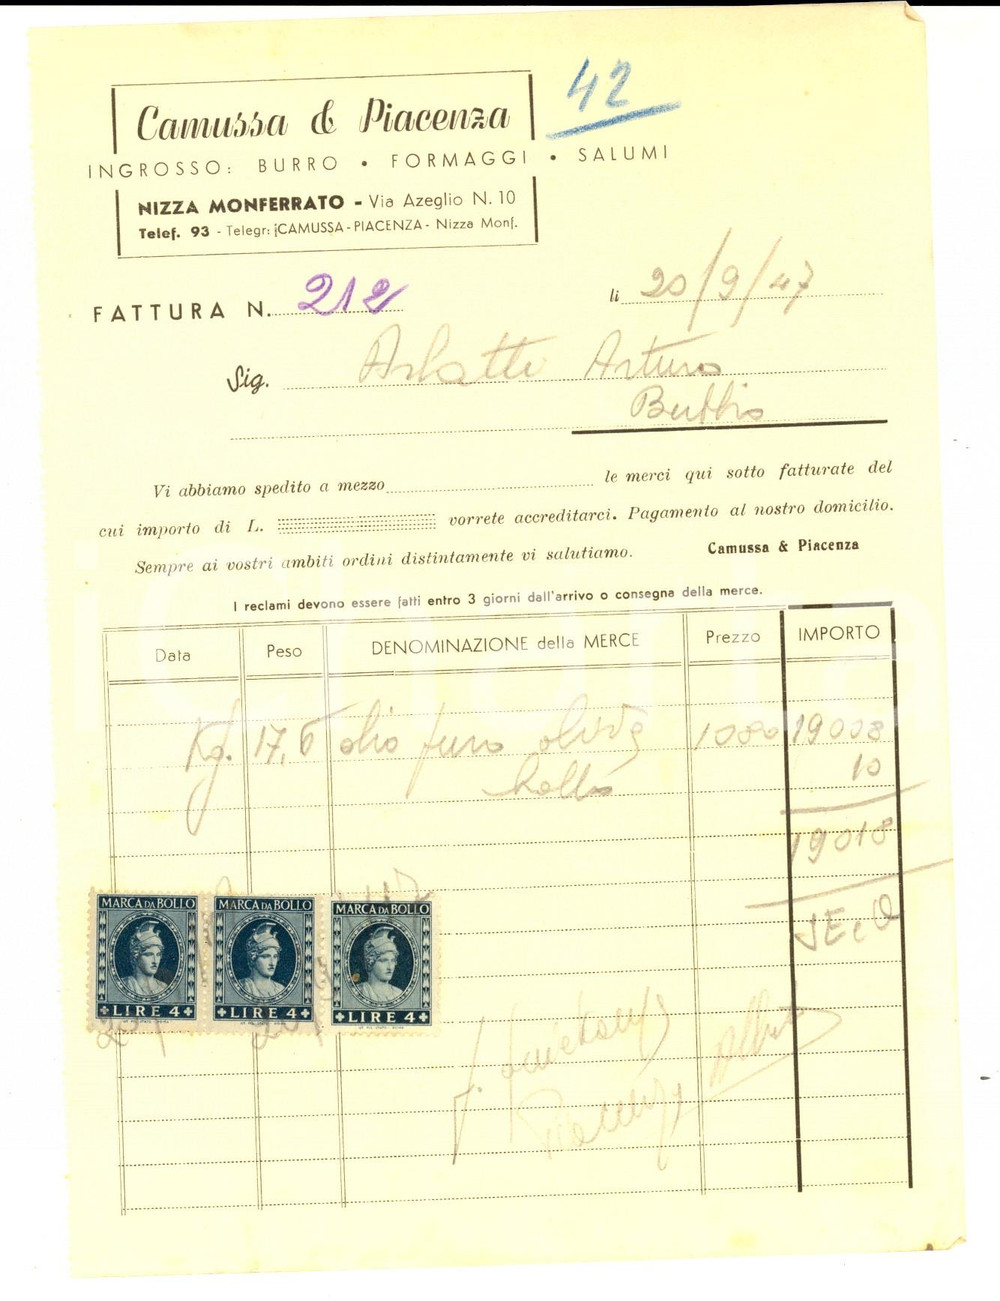 42
Camussa & Piacenza
INGROSSO: BURRO • FORMAGGI • SALUMI
NIZZA MONFERRATO - Via Azeglio N. 10
Telef. 93 - Telegr: CAMUSSA-PIACENZA - Nizza Monf.
FATTURA N. 212
li 20/9/47
Sig. Arturo
Bubbio
Vi abbiamo spedito a mezzo le merci qui sotto fatturate del
cui importo di L. vorrete accreditarci. Pagamento al nostro domicilio.
Sempre ai vostri ambiti ordini distintamente vi salutiamo. Camussa & Piacenza
I reclami devono essere fatti entro 3 giorni dall'arrivo o consegna della merce.
Data Peso DENOMINAZIONE della MERCE Prezzo IMPORTO
Kg. 17,6 olio puro oliva 1080 19008
bollo 10
19018
S E e O
MARCA DA BOLLO MARCA DA BOLLO MARCA DA BOLLO
LIRE 4 LIRE 4 LIRE 4